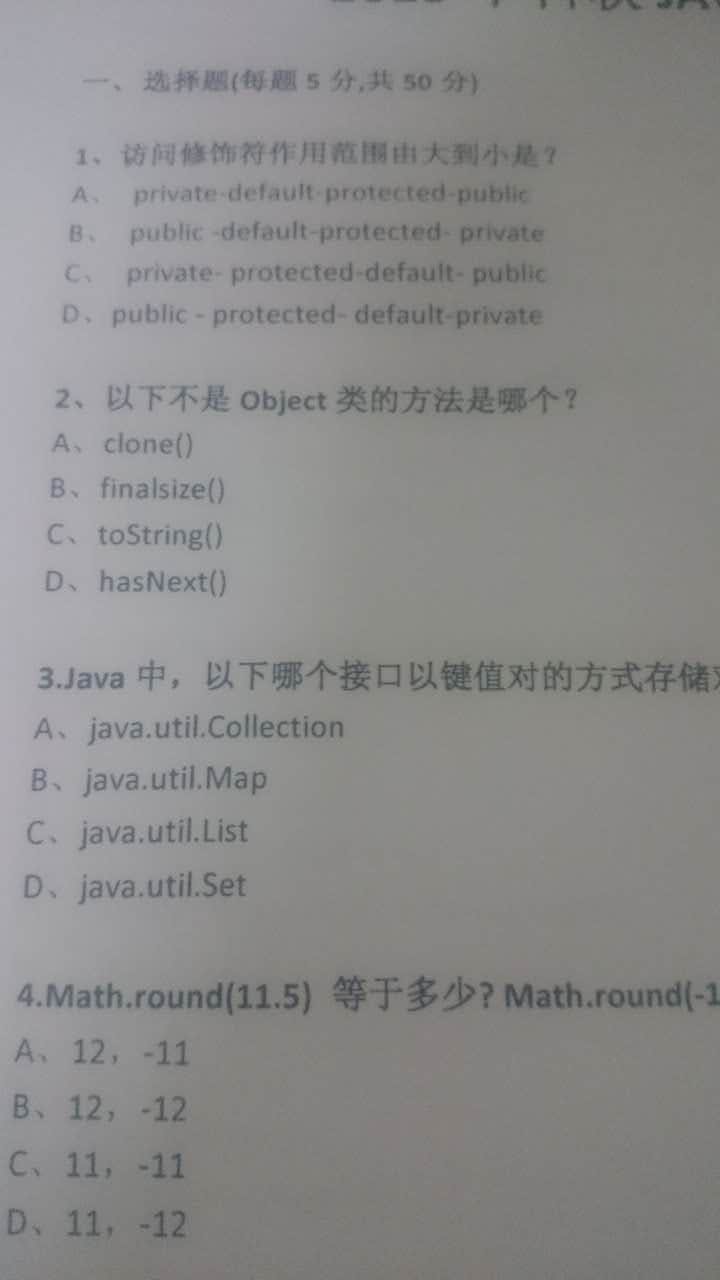 一、选择题(每题 5 分,共 50 分)
1、访问修饰符作用范围由大到小是？
A、 private-default-protected-public
B、 public -default-protected- private
C、 private- protected-default- public
D、public - protected- default-private
2、以下不是 Object 类的方法是哪个？
A、clone()
B、finalsize()
C、toString()
D、hasNext()
3.Java 中，以下哪个接口以键值对的方式存储
A、java.util.Collection
B、java.util.Map
C、java.util.List
D、java.util.Set
4.Math.round(11.5) 等于多少? Math.round(-1
A、12，-11
B、12，-12
C、11，-11
D、11，-12